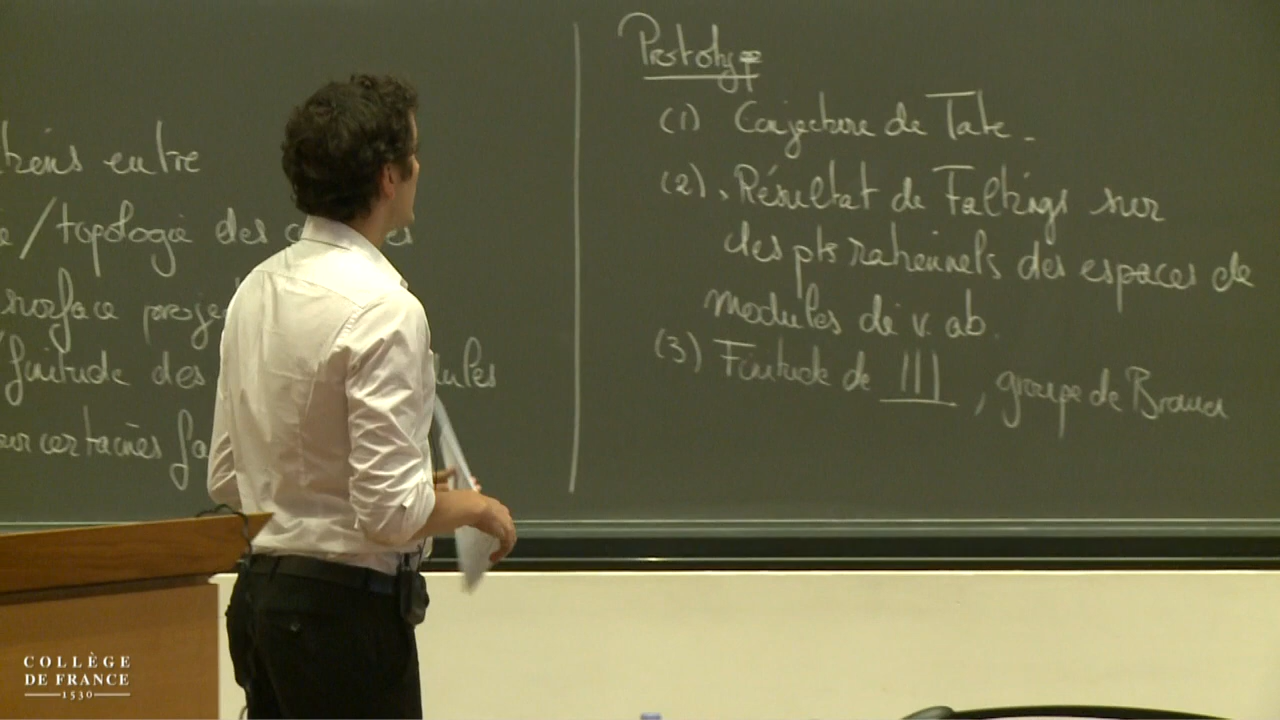 entre
/topologie des
surface proje
finitude des
sur certaines fa
Prototype
(1) Conjecture de Tate.
(2). Résultat de Faltings sur
des pts rationnels des espaces de
modules de v. ab.
(3) Finitude de III, groupe de Brauer
COLLÈGE
DE FRANCE
1530